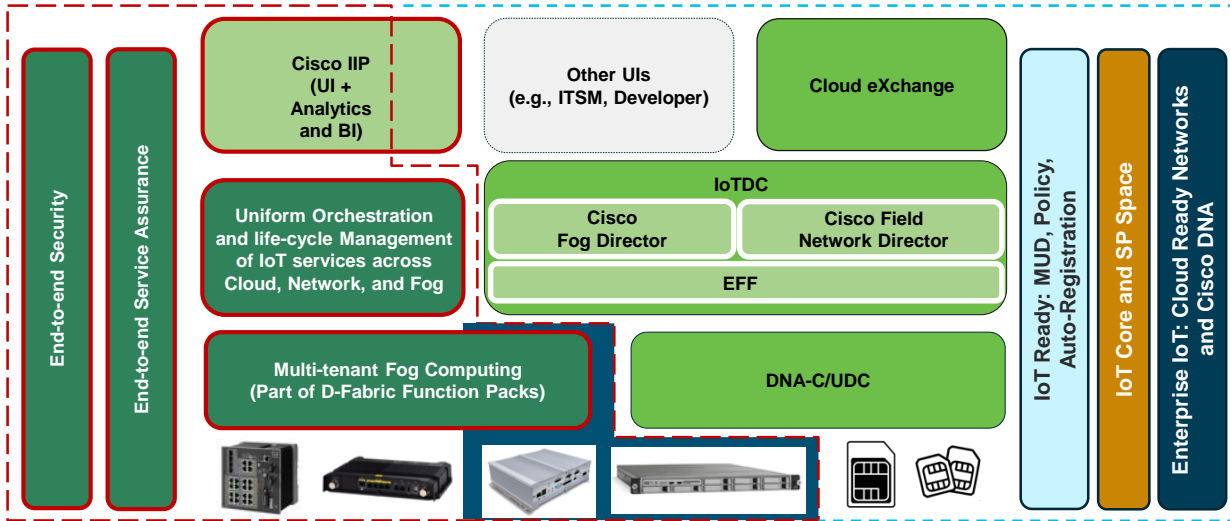 End-to-end Security
End-to-end Service Assurance
Cisco IIP
(UI +
Analytics
and BI)
Other UIs
(e.g., ITSM, Developer)
Cloud eXchange
Uniform Orchestration
and life-cycle Management
of IoT services across
Cloud, Network, and Fog
IoTDC
Cisco
Fog Director
Cisco Field
Network Director
EFF
Multi-tenant Fog Computing
(Part of D-Fabric Function Packs)
DNA-C/UDC
IoT Ready: MUD, Policy,
Auto-Registration
IoT Core and SP Space
Enterprise IoT: Cloud Ready Networks
and Cisco DNA